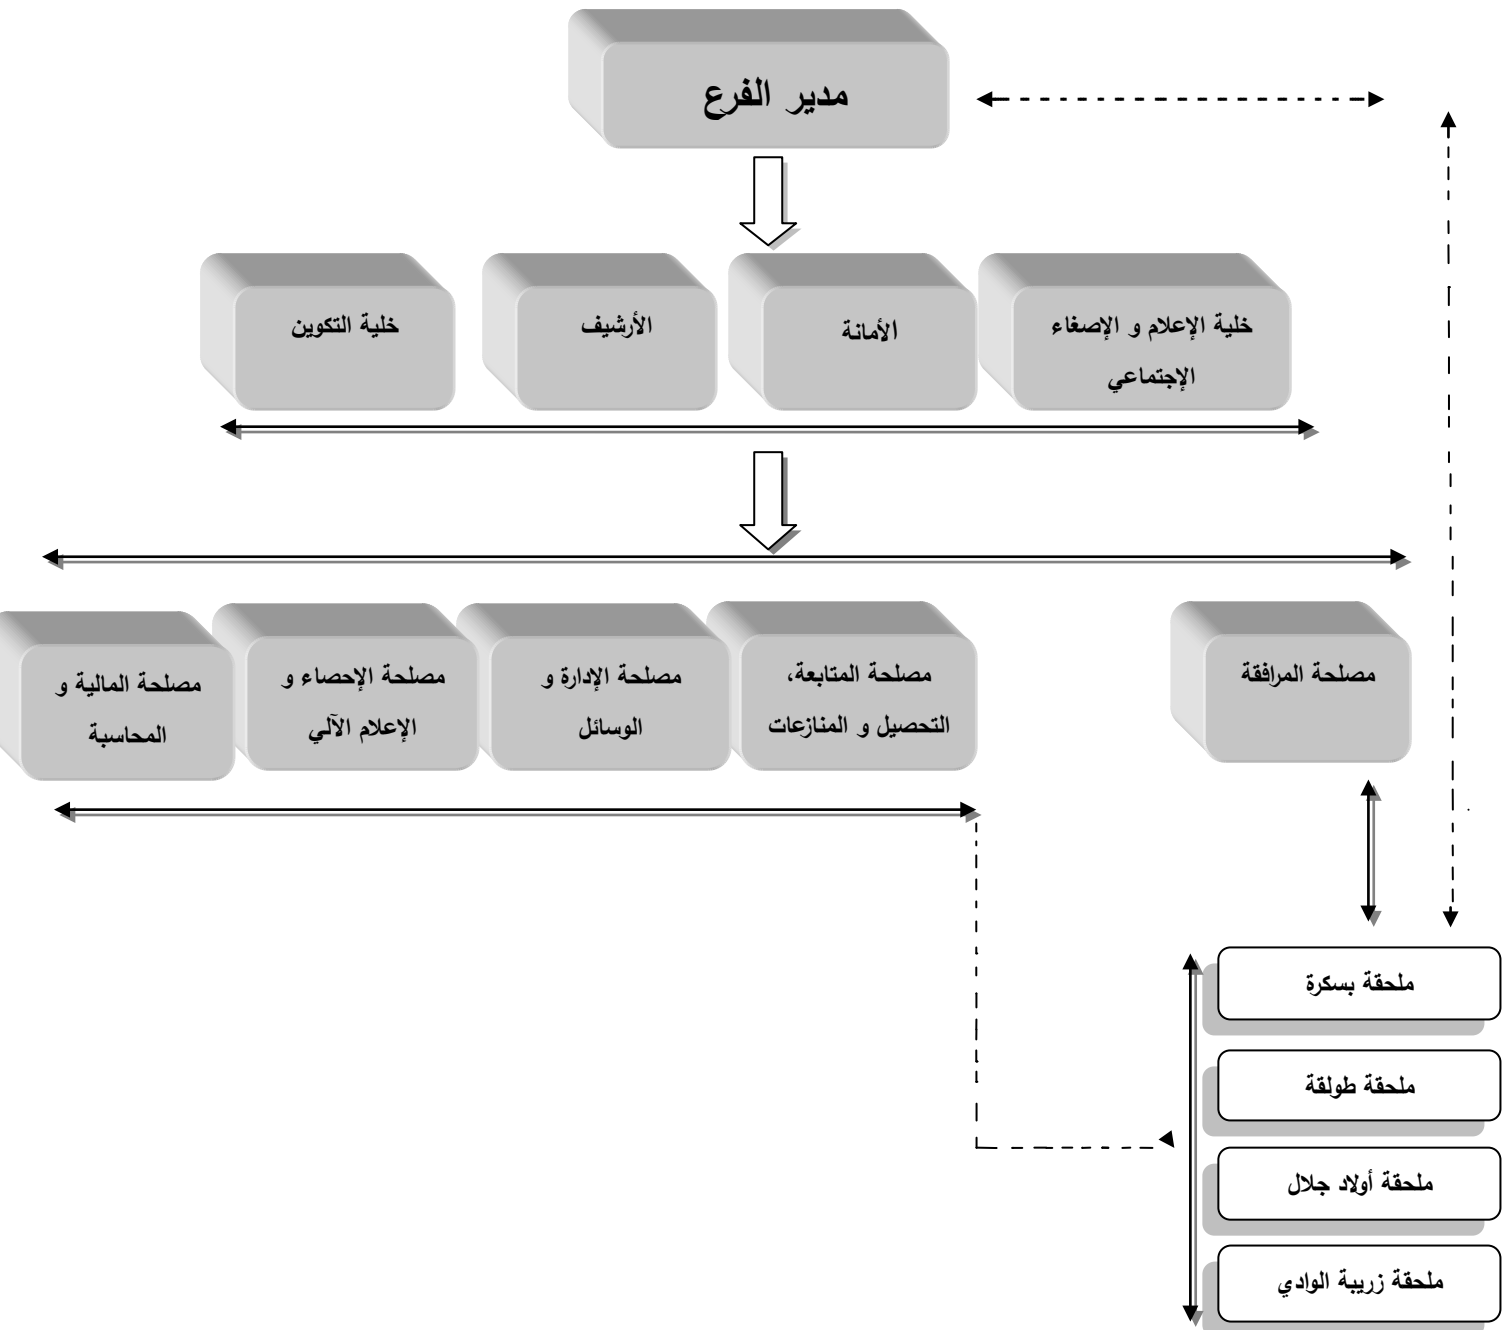 مدير الفرع
خلية الإعلام و الإصغاء
الإجتماعي
الأمانة
الأرشيف
خلية التكوين
مصلحة المرافقة
مصلحة المتابعة،
التحصيل و المنازعات
مصلحة الإدارة و
الوسائل
مصلحة الإحصاء و
الإعلام الآلي
مصلحة المالية و
المحاسبة
ملحقة بسكرة
ملحقة طولقة
ملحقة أولاد جلال
ملحقة زريبة الوادي